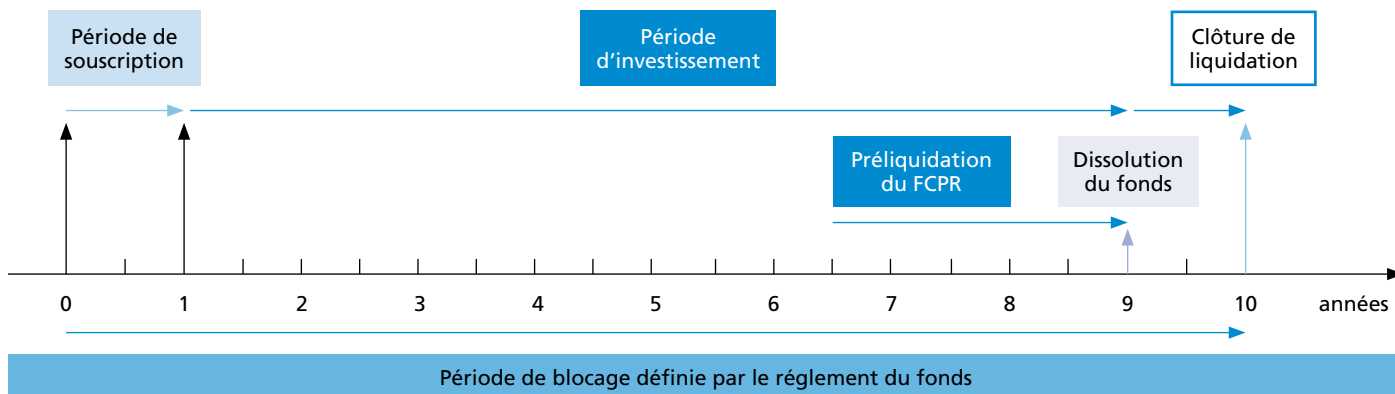 Période de
souscription
Période
d'investissement
Clôture de
liquidation
Préliquidation
du FCPR
Dissolution
du fonds
0 1 2 3 4 5 6 7 8 9 10 années
Période de blocage définie par le réglement du fonds